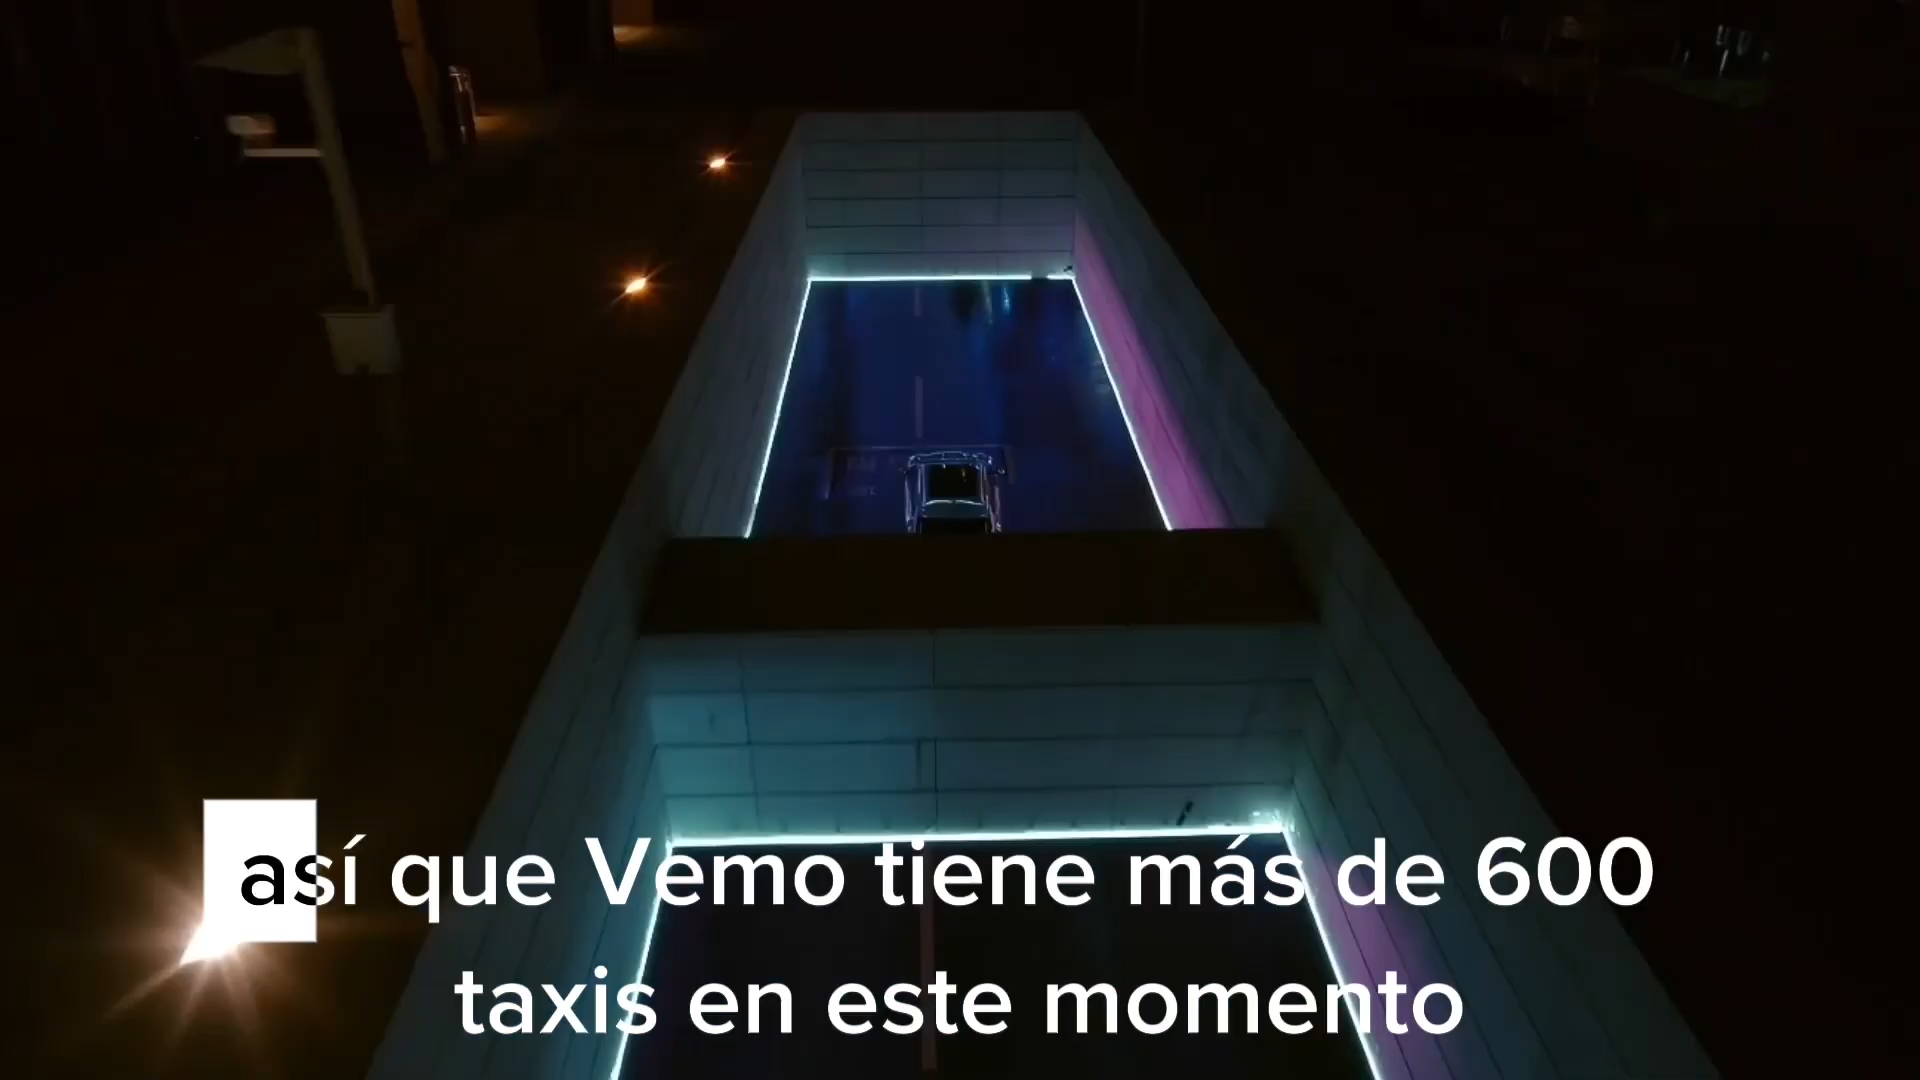 así que Vemo tiene más de 600
taxis en este momento